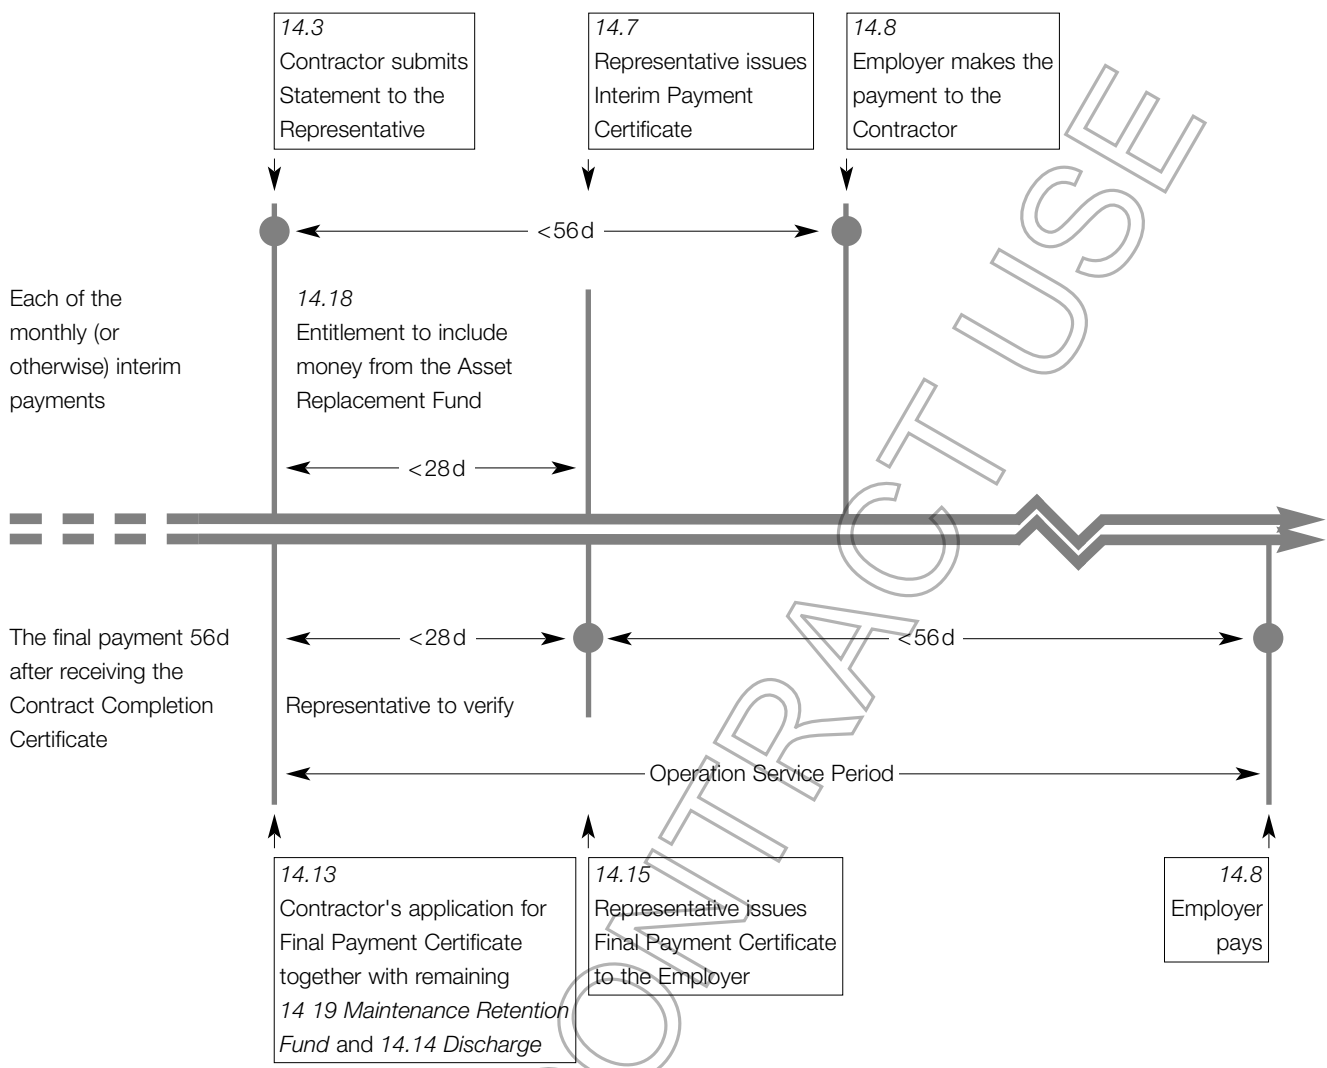 14.3
Contractor submits
Statement to the
Representative
14.7
Representative issues
Interim Payment
Certificate
14.8
Employer makes the
payment to the
Contractor
<56d
Each of the
monthly (or
otherwise) interim
payments
14.18
Entitlement to include
money from the Asset
Replacement Fund
<28d
The final payment 56d
after receiving the
Contract Completion
Certificate
<28d
<56d
Representative to verify
Operation Service Period
14.13
Contractor's application for
Final Payment Certificate
together with remaining
14 19 Maintenance Retention
Fund and 14.14 Discharge
14.15
Representative issues
Final Payment Certificate
to the Employer
14.8
Employer
pays
ONTRACT USE